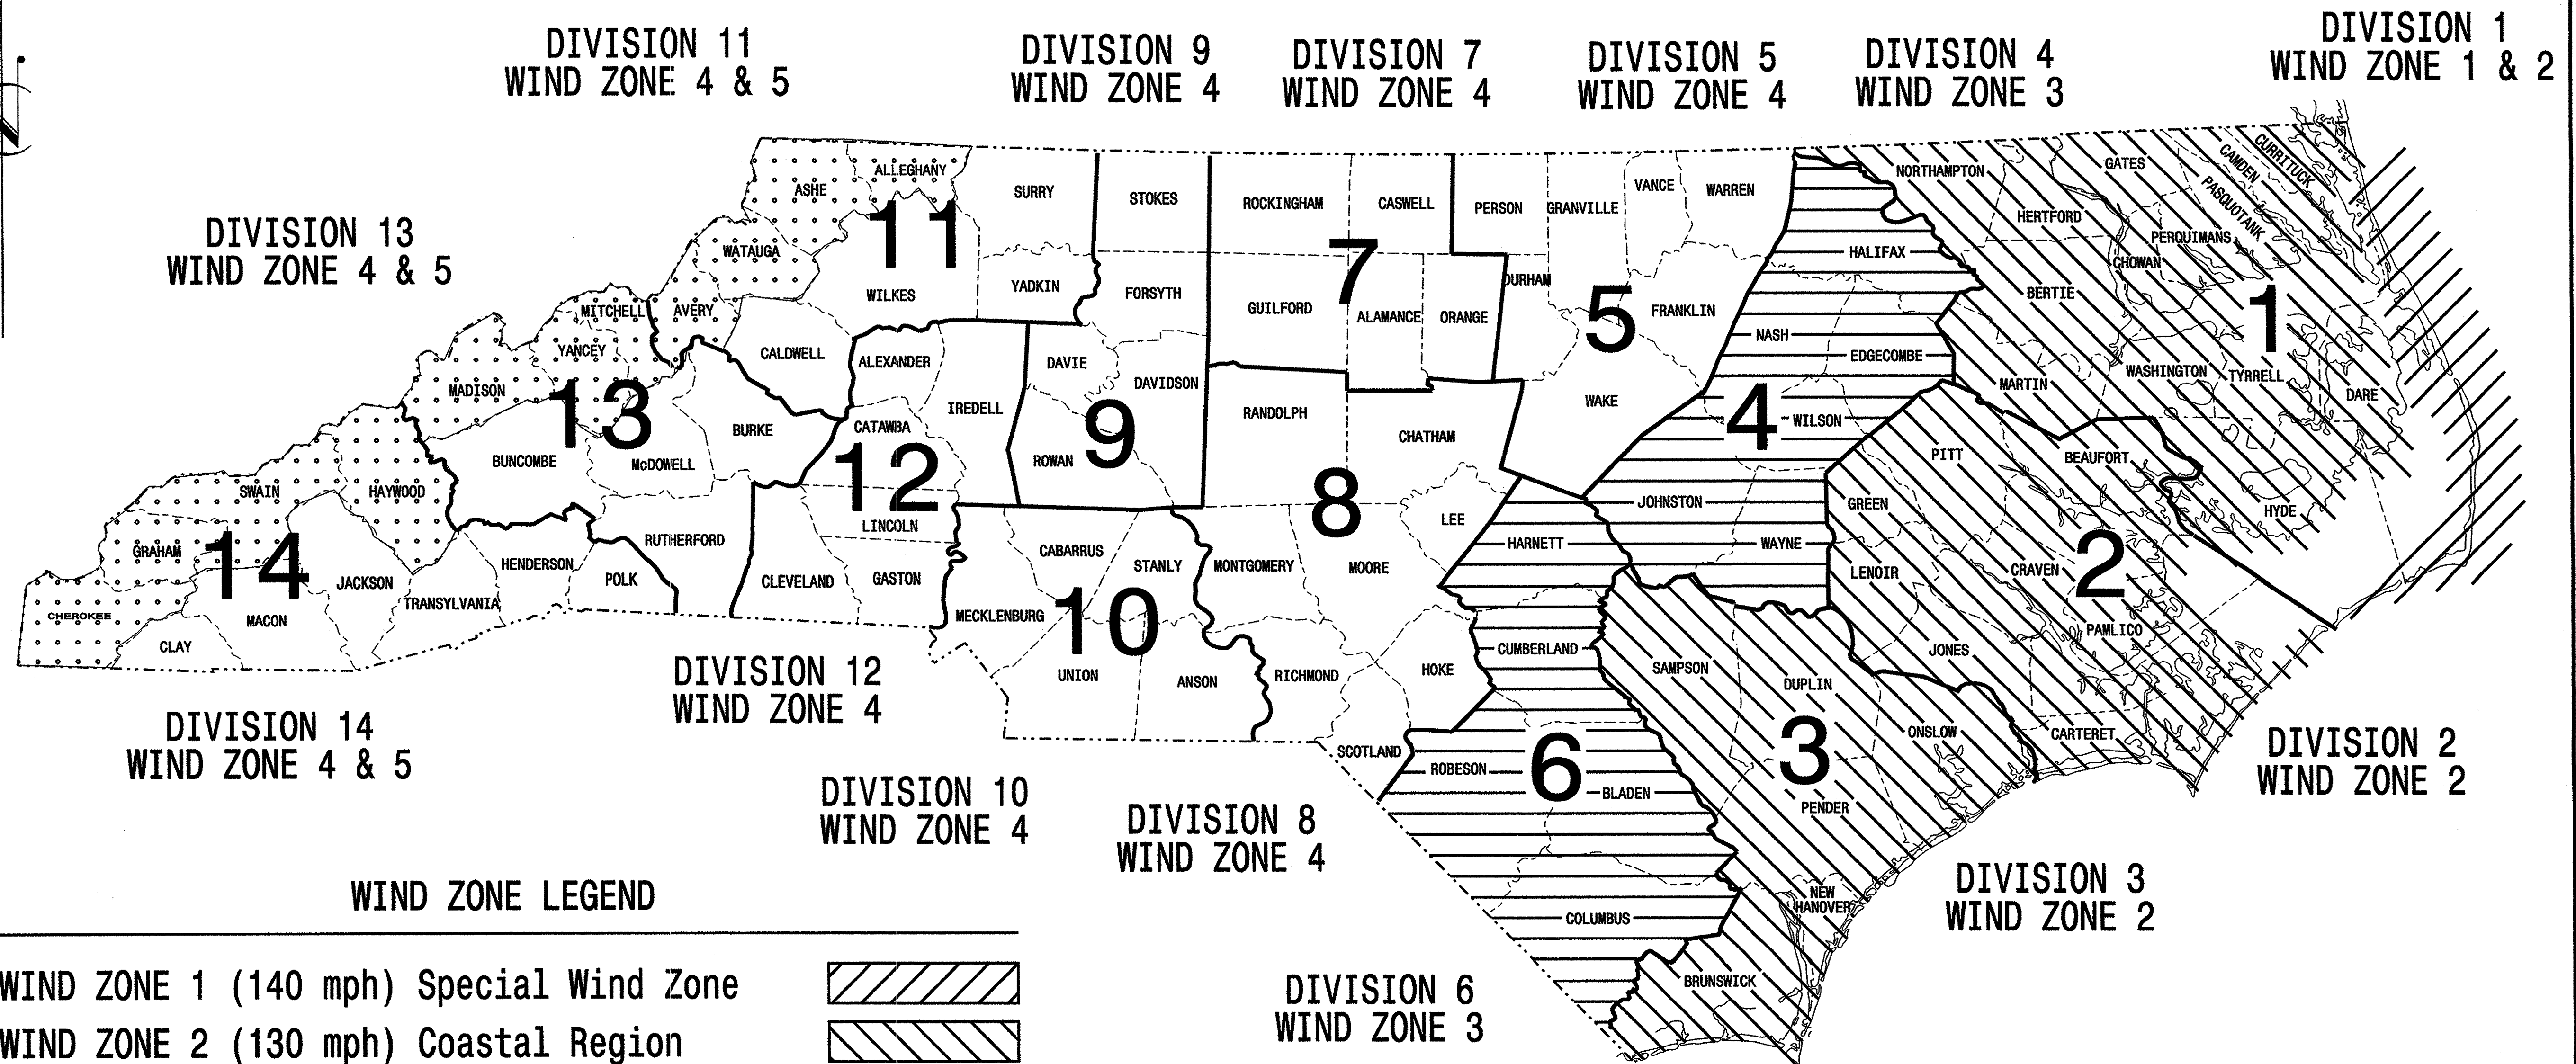 DIVISION 11
WIND ZONE 4 & 5
DIVISION 9
WIND ZONE 4
DIVISION 7
WIND ZONE 4
DIVISION 5
WIND ZONE 4
DIVISION 4
WIND ZONE 3
DIVISION 1
WIND ZONE 1 & 2
DIVISION 13
WIND ZONE 4 & 5
N
ASHE
ALLEGHANY
SURRY
STOKES
ROCKINGHAM
CASWELL
PERSON
GRANVILLE
VANCE
WARREN
NORTHAMPTON
GATES
CAMDEN
CURRITUCK
PASQUOTANK
HERTFORD
PERQUIMANS
CHOWAN
HALIFAX
WATAUGA
11
WILKES
YADKIN
FORSYTH
7
GUILFORD
ALAMANCE
ORANGE
DURHAM
5
FRANKLIN
NASH
EDGECOMBE
BERTIE
1
MITCHELL
AVERY
YANCEY
CALDWELL
ALEXANDER
DAVIE
DAVIDSON
MADISON
13
IREDELL
RANDOLPH
WAKE
4
WILSON
MARTIN
WASHINGTON
TYRRELL
DARE
BUNCOMBE
McDOWELL
BURKE
CATAWBA
12
ROWAN
9
CHATHAM
PITT
BEAUFORT
SWAIN
HAYWOOD
LINCOLN
8
LEE
JOHNSTON
GREEN
HYDE
GRAHAM
14
JACKSON
HENDERSON
RUTHERFORD
POLK
CLEVELAND
GASTON
CABARRUS
STANLY
MONTGOMERY
MOORE
HARNETT
WAYNE
LENOIR
CRAVEN
2
CHEROKEE
MACON
CLAY
TRANSYLVANIA
MECKLENBURG
10
UNION
ANSON
RICHMOND
HOKE
CUMBERLAND
SAMPSON
DUPLIN
JONES
PAMLICO
SCOTLAND
ROBESON
6
BLADEN
3
PENDER
ONSLOW
CARTERET
COLUMBUS
NEW
HANOVER
BRUNSWICK
DIVISION 14
WIND ZONE 4 & 5
DIVISION 12
WIND ZONE 4
DIVISION 10
WIND ZONE 4
DIVISION 8
WIND ZONE 4
DIVISION 2
WIND ZONE 2
DIVISION 3
WIND ZONE 2
DIVISION 6
WIND ZONE 3
WIND ZONE LEGEND
WIND ZONE 1 (140 mph) Special Wind Zone
WIND ZONE 2 (130 mph) Coastal Region